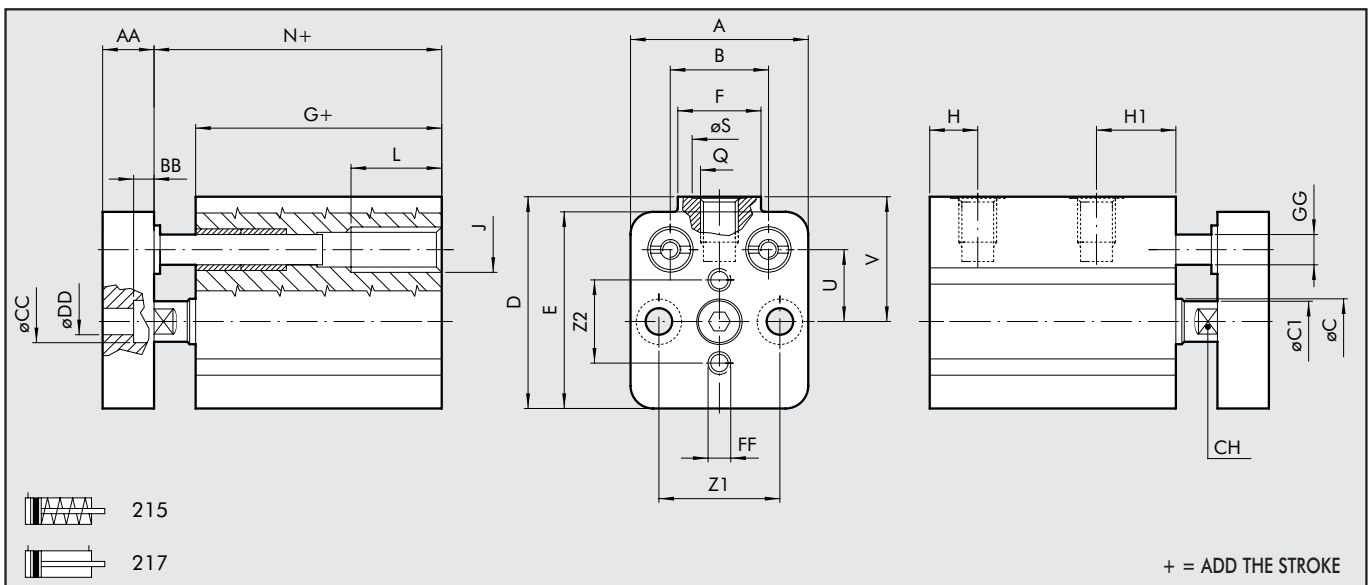 AA
N+
G+
L
BB
J
øCC
øDD
A
B
F
øS
Q
D
E
Z2
U
V
FF
Z1
H
H1
GG
øC1
øC
CH
215
217
+ = ADD THE STROKE